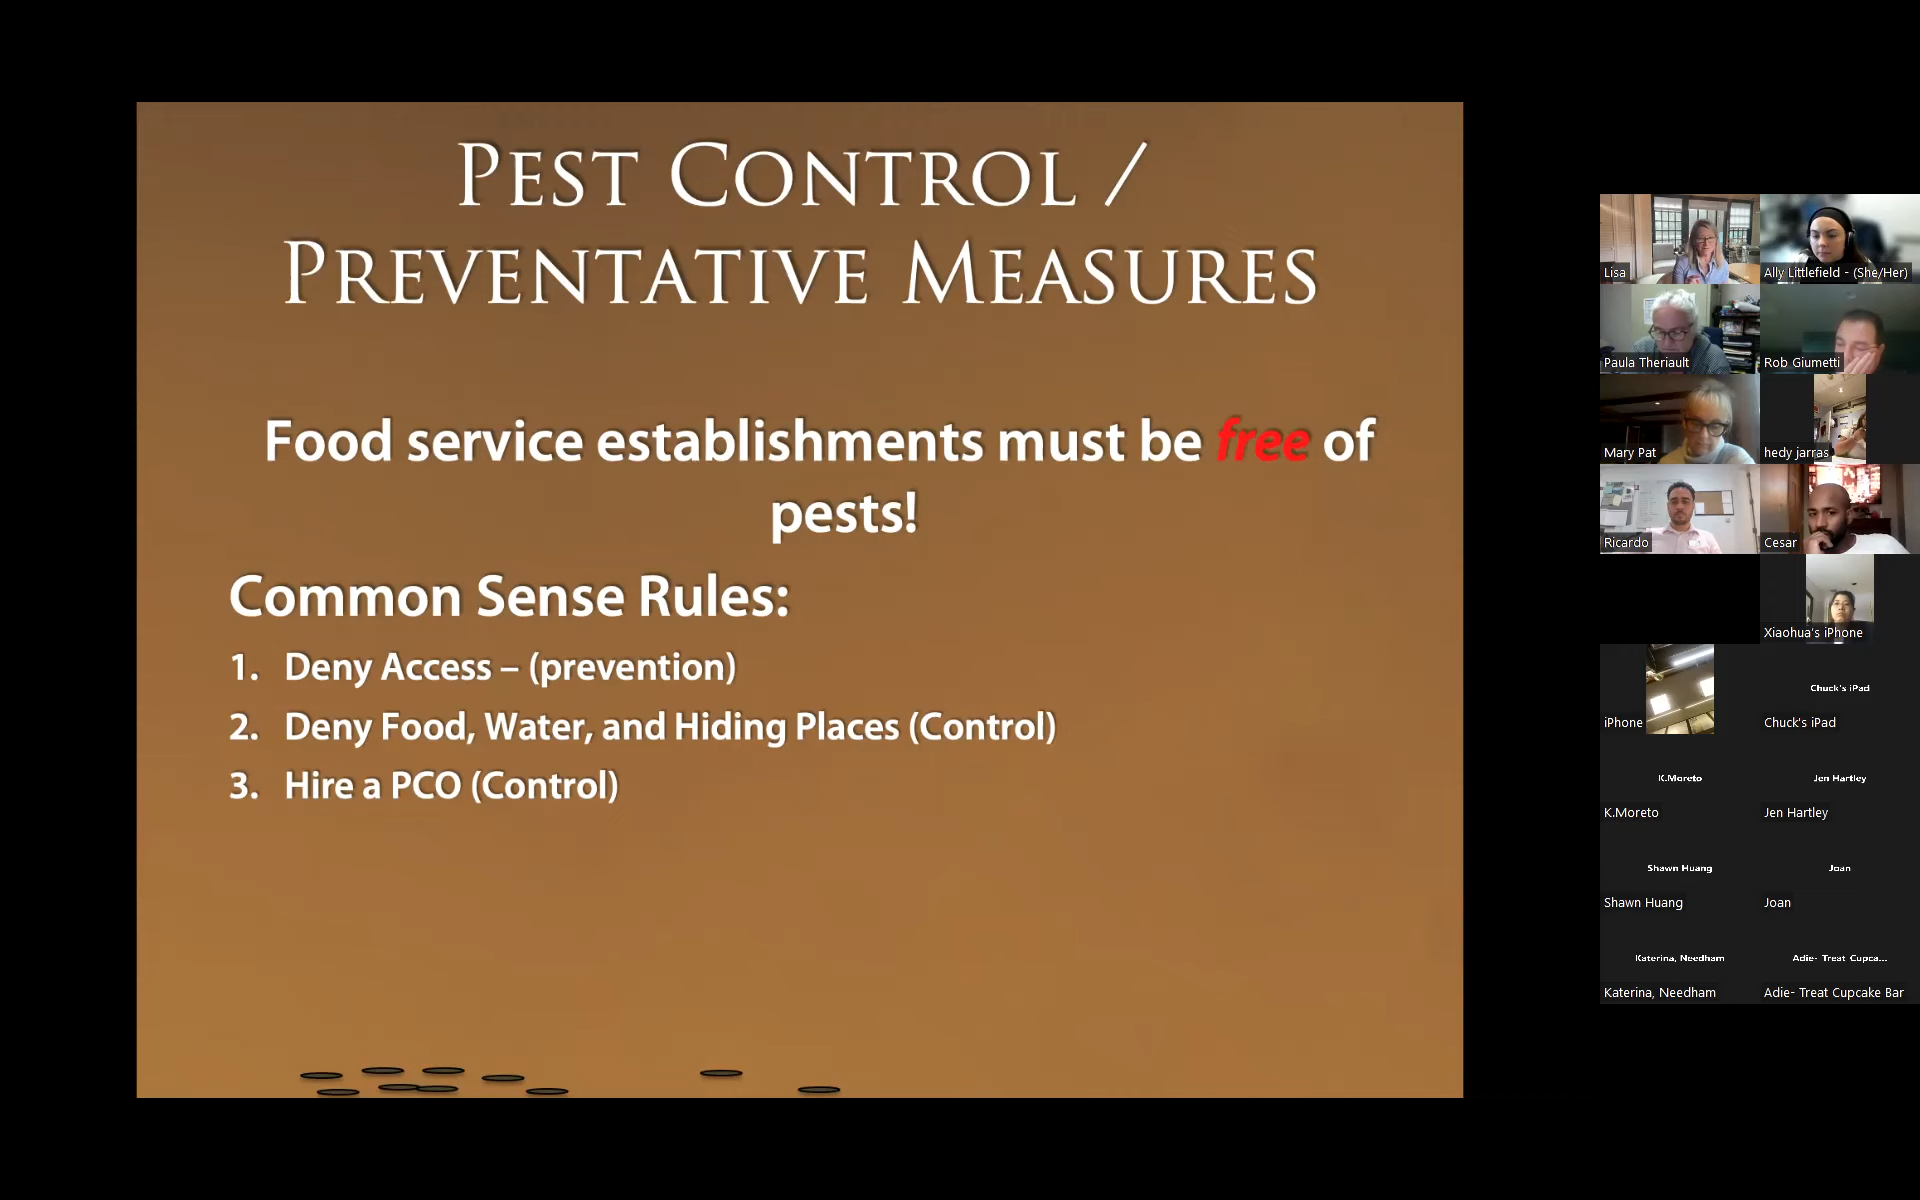 PEST CONTROL /
PREVENTATIVE MEASURES
Food service establishments must be free of
pests!
Common Sense Rules:
1. Deny Access – (prevention)
2. Deny Food, Water, and Hiding Places (Control)
3. Hire a PCO (Control)
Lisa
Ally Littlefield - (She/Her)
Paula Theriault
Rob Giumetti
Mary Pat
hedy jarras
Ricardo
Cesar
Xiaohua's iPhone
iPhone
Chuck's iPad
Chuck's iPad
K.Moreto
K.Moreto
Jen Hartley
Jen Hartley
Shawn Huang
Shawn Huang
Joan
Joan
Katerina, Needham
Katerina, Needham
Adie- Treat Cupca...
Adie- Treat Cupcake Bar